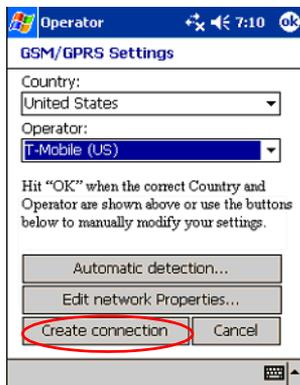 Operator 7:10 ok
GSM/GPRS Settings
Country:
United States
Operator:
T-Mobile (US)
Hit “OK” when the correct Country and
Operator are shown above or use the buttons
below to manually modify your settings.
Automatic detection...
Edit network Properties...
Create connection Cancel